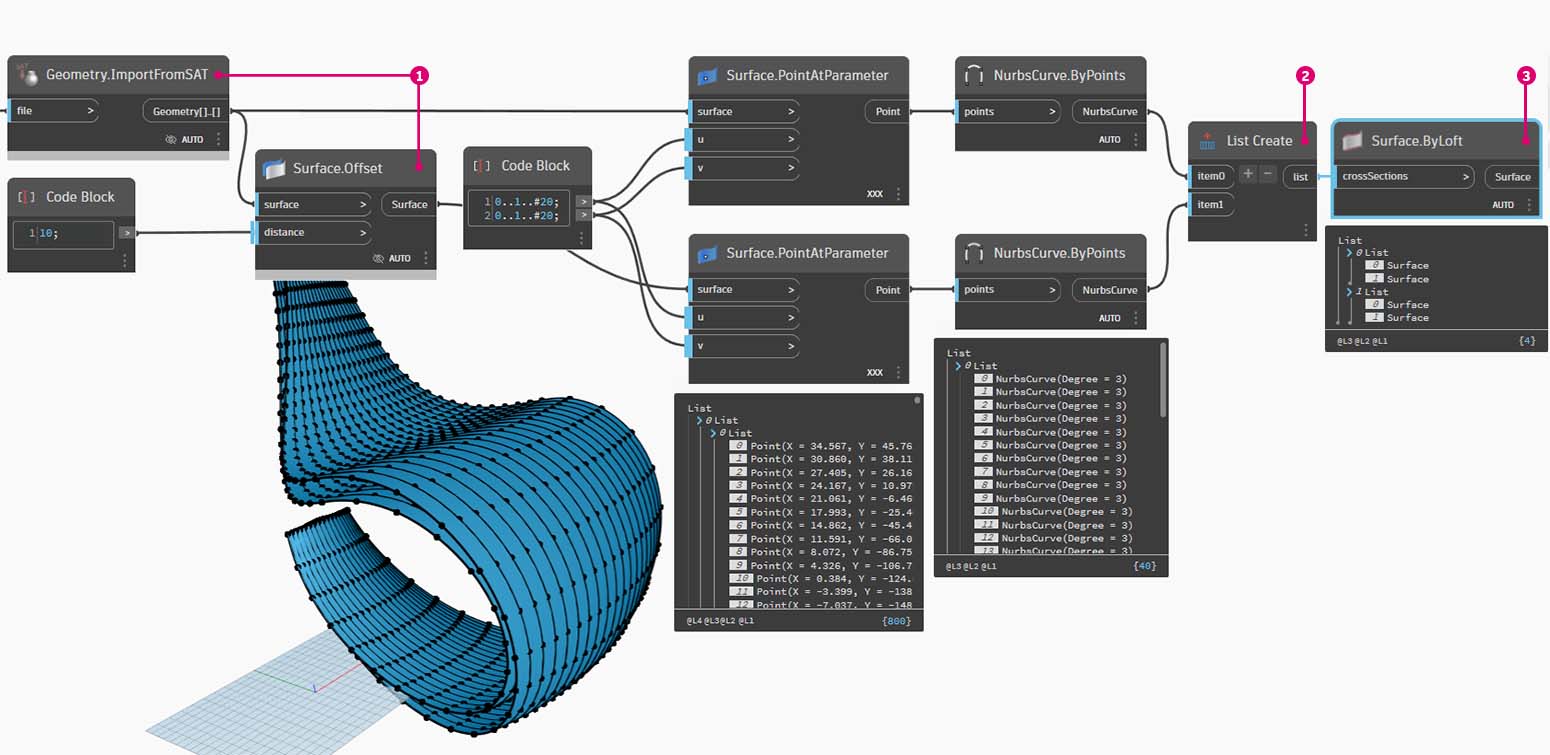 Geometry.ImportFromSAT
file >
Geometry[]..[]
AUTO
Code Block
1 10;
>
1
Surface.Offset
surface >
Surface
distance >
AUTO
Code Block
1 0..1..#20;
2 0..1..#20;
>
>
Surface.PointAtParameter
surface >
Point
u >
v >
XXX
Surface.PointAtParameter
surface >
Point
u >
v >
XXX
List
0 List
0 List
0 Point(X = 34.567, Y = 45.76
1 Point(X = 30.860, Y = 38.11
2 Point(X = 27.405, Y = 26.16
3 Point(X = 24.167, Y = 10.97
4 Point(X = 21.061, Y = -6.46
5 Point(X = 17.993, Y = -25.4
6 Point(X = 14.862, Y = -45.4
7 Point(X = 11.591, Y = -66.0
8 Point(X = 8.072, Y = -86.75
9 Point(X = 4.326, Y = -106.7
10 Point(X = 0.384, Y = -124.
11 Point(X = -3.399, Y = -138
12 Point(X = -7.037, Y = -148
@L4 @L3 @L2 @L1 {800}
NurbsCurve.ByPoints
points >
NurbsCurve
AUTO
NurbsCurve.ByPoints
points >
NurbsCurve
AUTO
List
0 List
0 NurbsCurve(Degree = 3)
1 NurbsCurve(Degree = 3)
2 NurbsCurve(Degree = 3)
3 NurbsCurve(Degree = 3)
4 NurbsCurve(Degree = 3)
5 NurbsCurve(Degree = 3)
6 NurbsCurve(Degree = 3)
7 NurbsCurve(Degree = 3)
8 NurbsCurve(Degree = 3)
9 NurbsCurve(Degree = 3)
10 NurbsCurve(Degree = 3)
11 NurbsCurve(Degree = 3)
12 NurbsCurve(Degree = 3)
13 NurbsCurve(Degree = 3)
@L3 @L2 @L1 {40}
2
List Create
item0 + - list
item1
3
Surface.ByLoft
crossSections >
Surface
AUTO
List
0 List
0 Surface
1 Surface
1 List
0 Surface
1 Surface
@L3 @L2 @L1 {4}